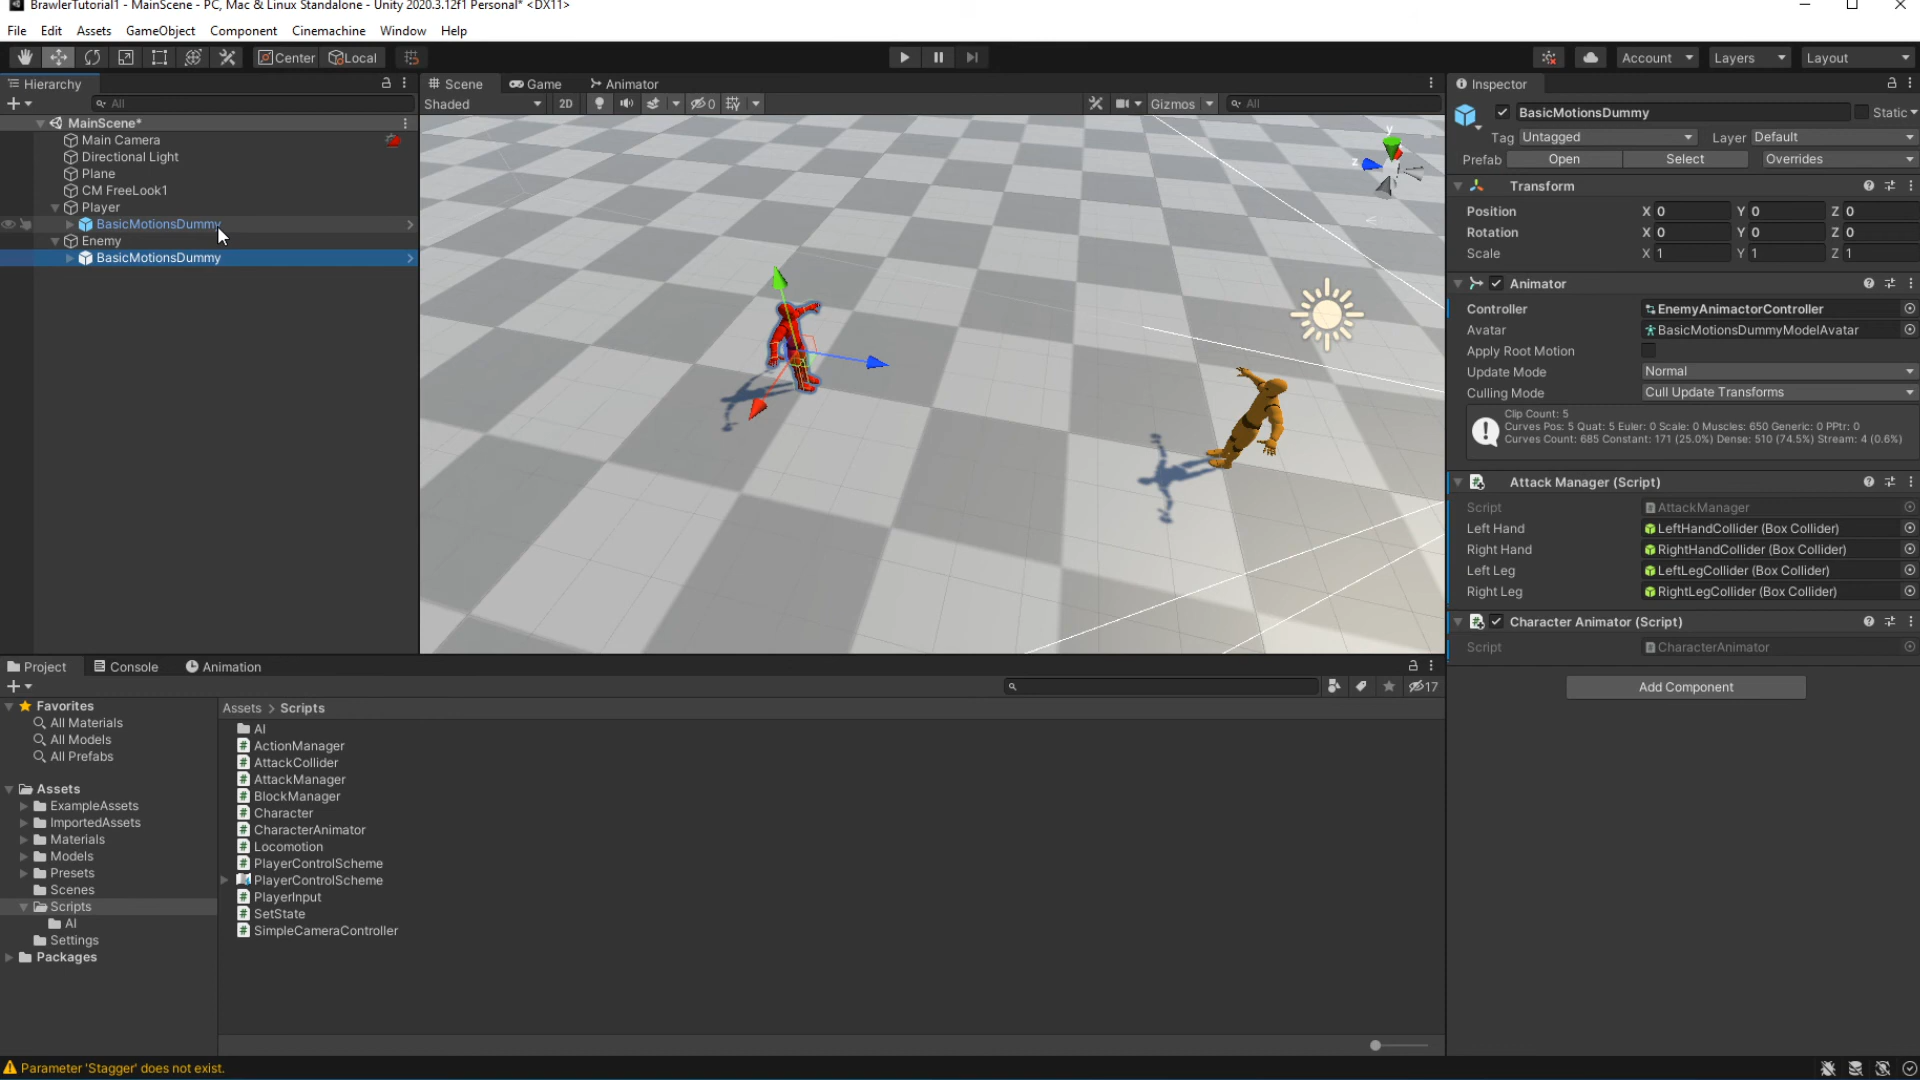 BrawlerTutorial1 - MainScene - PC, Mac & Linux Standalone - Unity 2020.3.12f1 Personal* <DX11>
File Edit Assets GameObject Component Cinemachine Window Help
Center Local Account Layers Layout
Hierarchy
All
MainScene*
Main Camera
Directional Light
Plane
CM FreeLook1
Player
BasicMotionsDummy
Enemy
BasicMotionsDummy
Scene Game Animator
Shaded 2D 0 Gizmos All
y
z
Inspector
BasicMotionsDummy Static
Tag Untagged Layer Default
Prefab Open Select Overrides
Transform
Position X 0 Y 0 Z 0
Rotation X 0 Y 0 Z 0
Scale X 1 Y 1 Z 1
Animator
Controller EnemyAnimactorController
Avatar BasicMotionsDummyModelAvatar
Apply Root Motion
Update Mode Normal
Culling Mode Cull Update Transforms
Clip Count: 5
Curves Pos: 5 Quat: 5 Euler: 0 Scale: 0 Muscles: 650 Generic: 0 PPtr: 0
Curves Count: 685 Constant: 171 (25.0%) Dense: 510 (74.5%) Stream: 4 (0.6%)
Attack Manager (Script)
Script AttackManager
Left Hand LeftHandCollider (Box Collider)
Right Hand RightHandCollider (Box Collider)
Left Leg LeftLegCollider (Box Collider)
Right Leg RightLegCollider (Box Collider)
Character Animator (Script)
Script CharacterAnimator
Add Component
Project Console Animation
17
Favorites
All Materials
All Models
All Prefabs
Assets
ExampleAssets
ImportedAssets
Materials
Models
Presets
Scenes
Scripts
AI
Settings
Packages
Assets > Scripts
AI
ActionManager
AttackCollider
AttackManager
BlockManager
Character
CharacterAnimator
Locomotion
PlayerControlScheme
PlayerControlScheme
PlayerInput
SetState
SimpleCameraController
Parameter 'Stagger' does not exist.